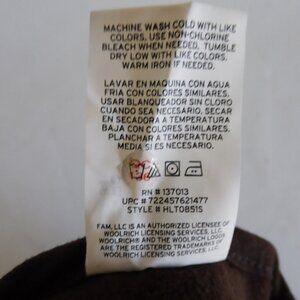 MACHINE WASH COLD WITH LIKE
COLORS. USE NON-CHLORINE
BLEACH WHEN NEEDED. TUMBLE
DRY LOW WITH LIKE COLORS.
WARM IRON IF NEEDED.
LAVAR EN MAQUINA CON AGUA
FRIA CON COLORES SIMILARES.
USAR BLANQUEADOR SIN CLORO
CUANDO SEA NECESARIO. SECAR
EN SECADORA A TEMPERATURA
BAJA CON COLORES SIMILARES.
PLANCHAR A TEMPERATURA
MEDIA SI ES NECESARIO.
RN # 137013
UPC # 722457621477
STYLE # HLT0851S
FAM, LLC IS AN AUTHORIZED LICENSEE OF
WOOLRICH LICENSING SERVICES, LLC.
WOOLRICH® AND THE WOOLRICH LOGOS
ARE THE REGISTERED TRADEMARKS OF
WOOLRICH LICENSING SERVICES, LLC.